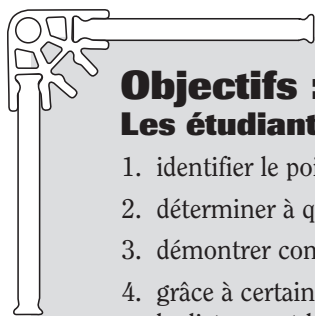 Objectifs :
Les étudiant
1. identifier le poi
2. déterminer à q
3. démontrer con
4. grâce à certain